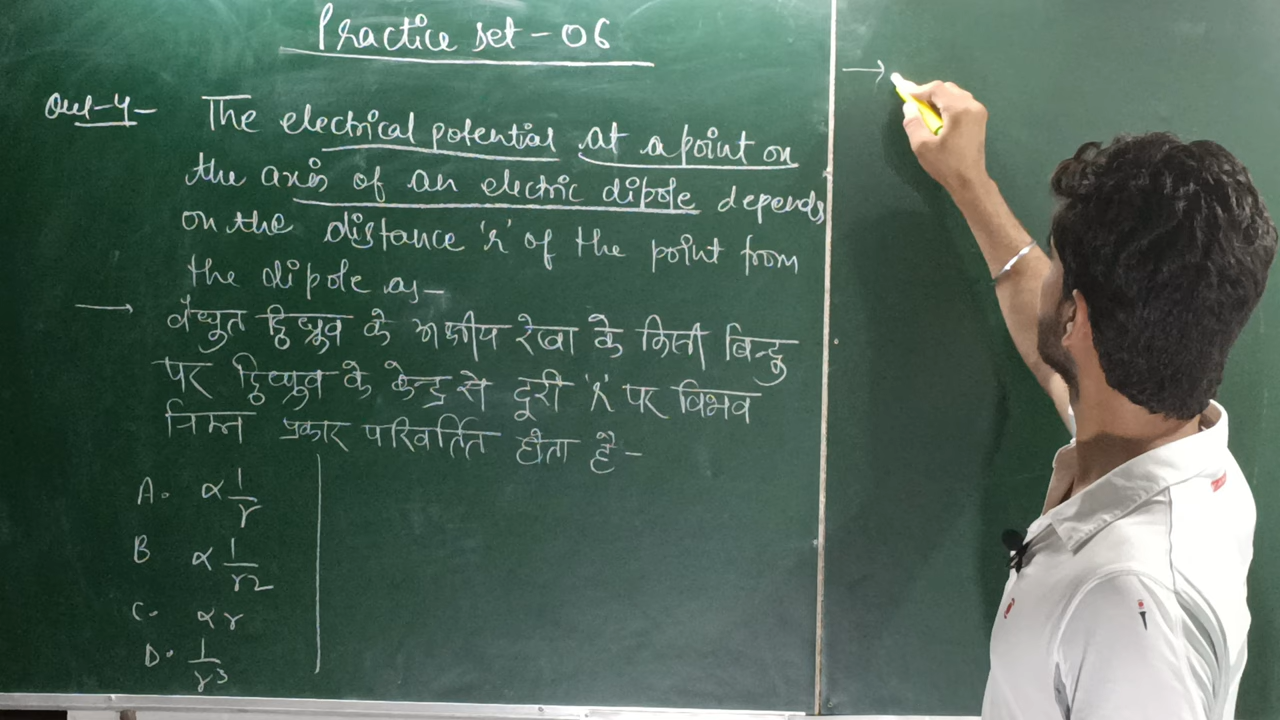 Practice set - 06
Que-4- The electrical potential at a point on
the axis of an electric dipole depends
on the distance 'r' of the point from
the dipole as-
→ वैधुत द्विध्रुव के अक्षीय रेखा के किसी बिन्दु
पर द्विध्रुव के केन्द्र से दूरी 'r' पर विभव
निम्न प्रकार परिवर्तित होता है-
A. ∝ 1/r
B ∝ 1/r2
C. ∝ r
D. 1/r3
→